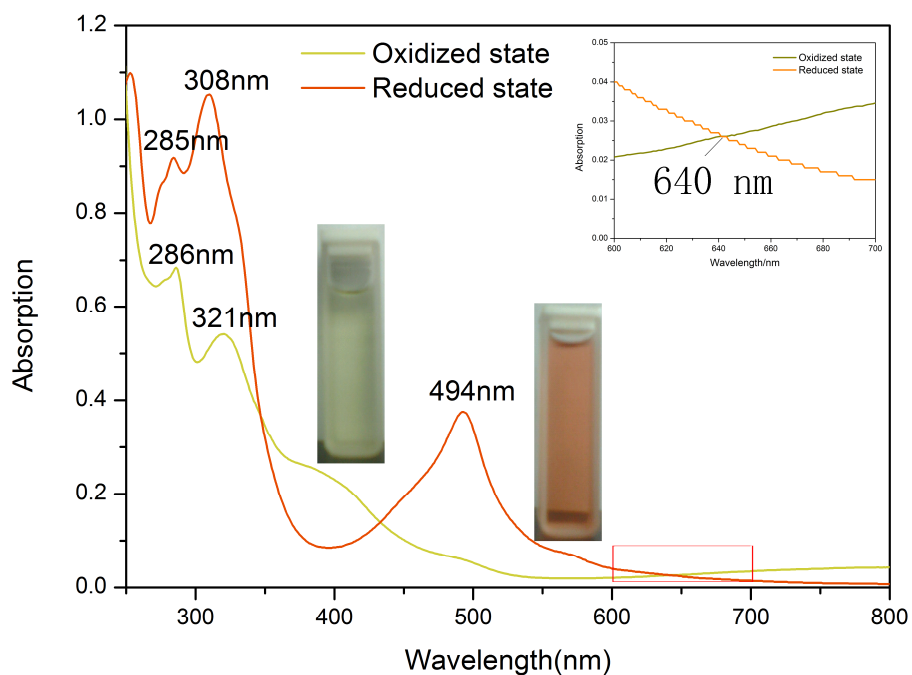 1.2
1.0
0.8
0.6
0.4
0.2
0.0
Absorption
300
400
500
600
700
800
Wavelength(nm)
Oxidized state
Reduced state
308nm
285nm
286nm
321nm
494nm
0.05
0.04
0.03
0.02
0.01
0.00
Absorption
600
620
640
660
680
700
Wavelength/nm
Oxidized state
Reduced state
640 nm